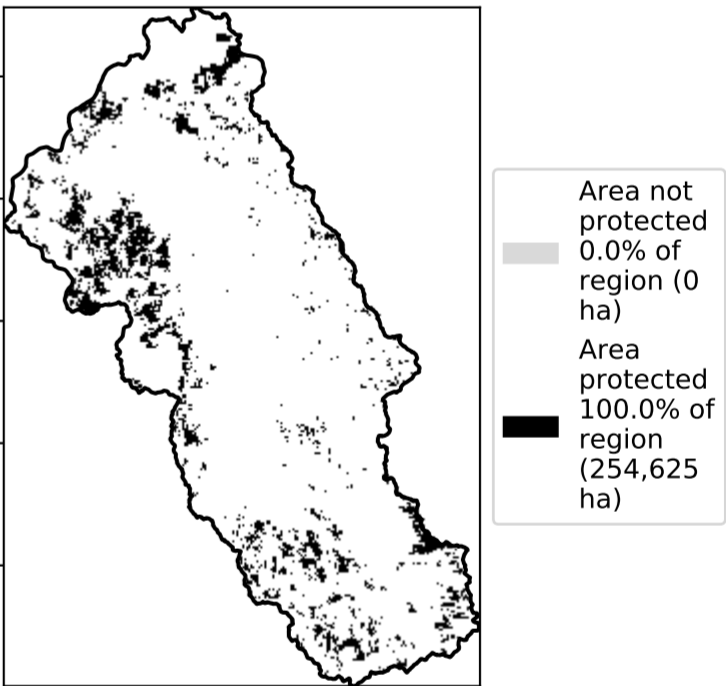 Area not
protected
0.0% of
region (0
ha)
Area
protected
100.0% of
region
(254,625
ha)